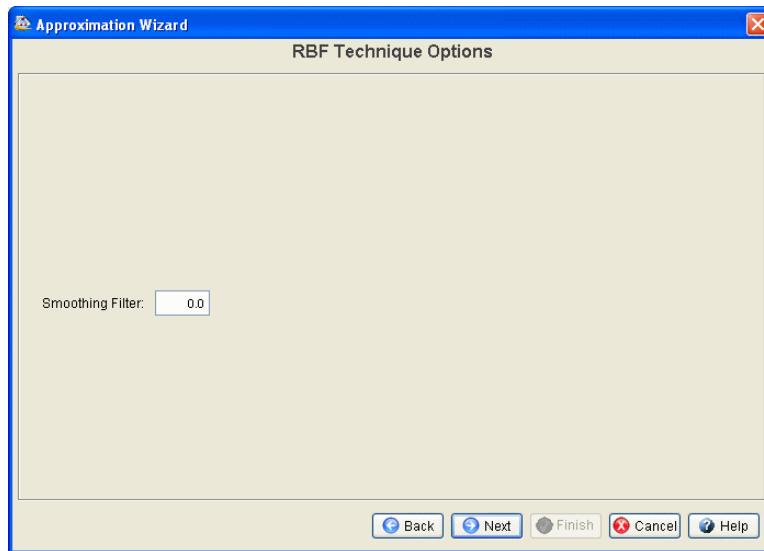 Approximation Wizard
RBF Technique Options
Smoothing Filter: 0.0
Back Next Finish Cancel Help